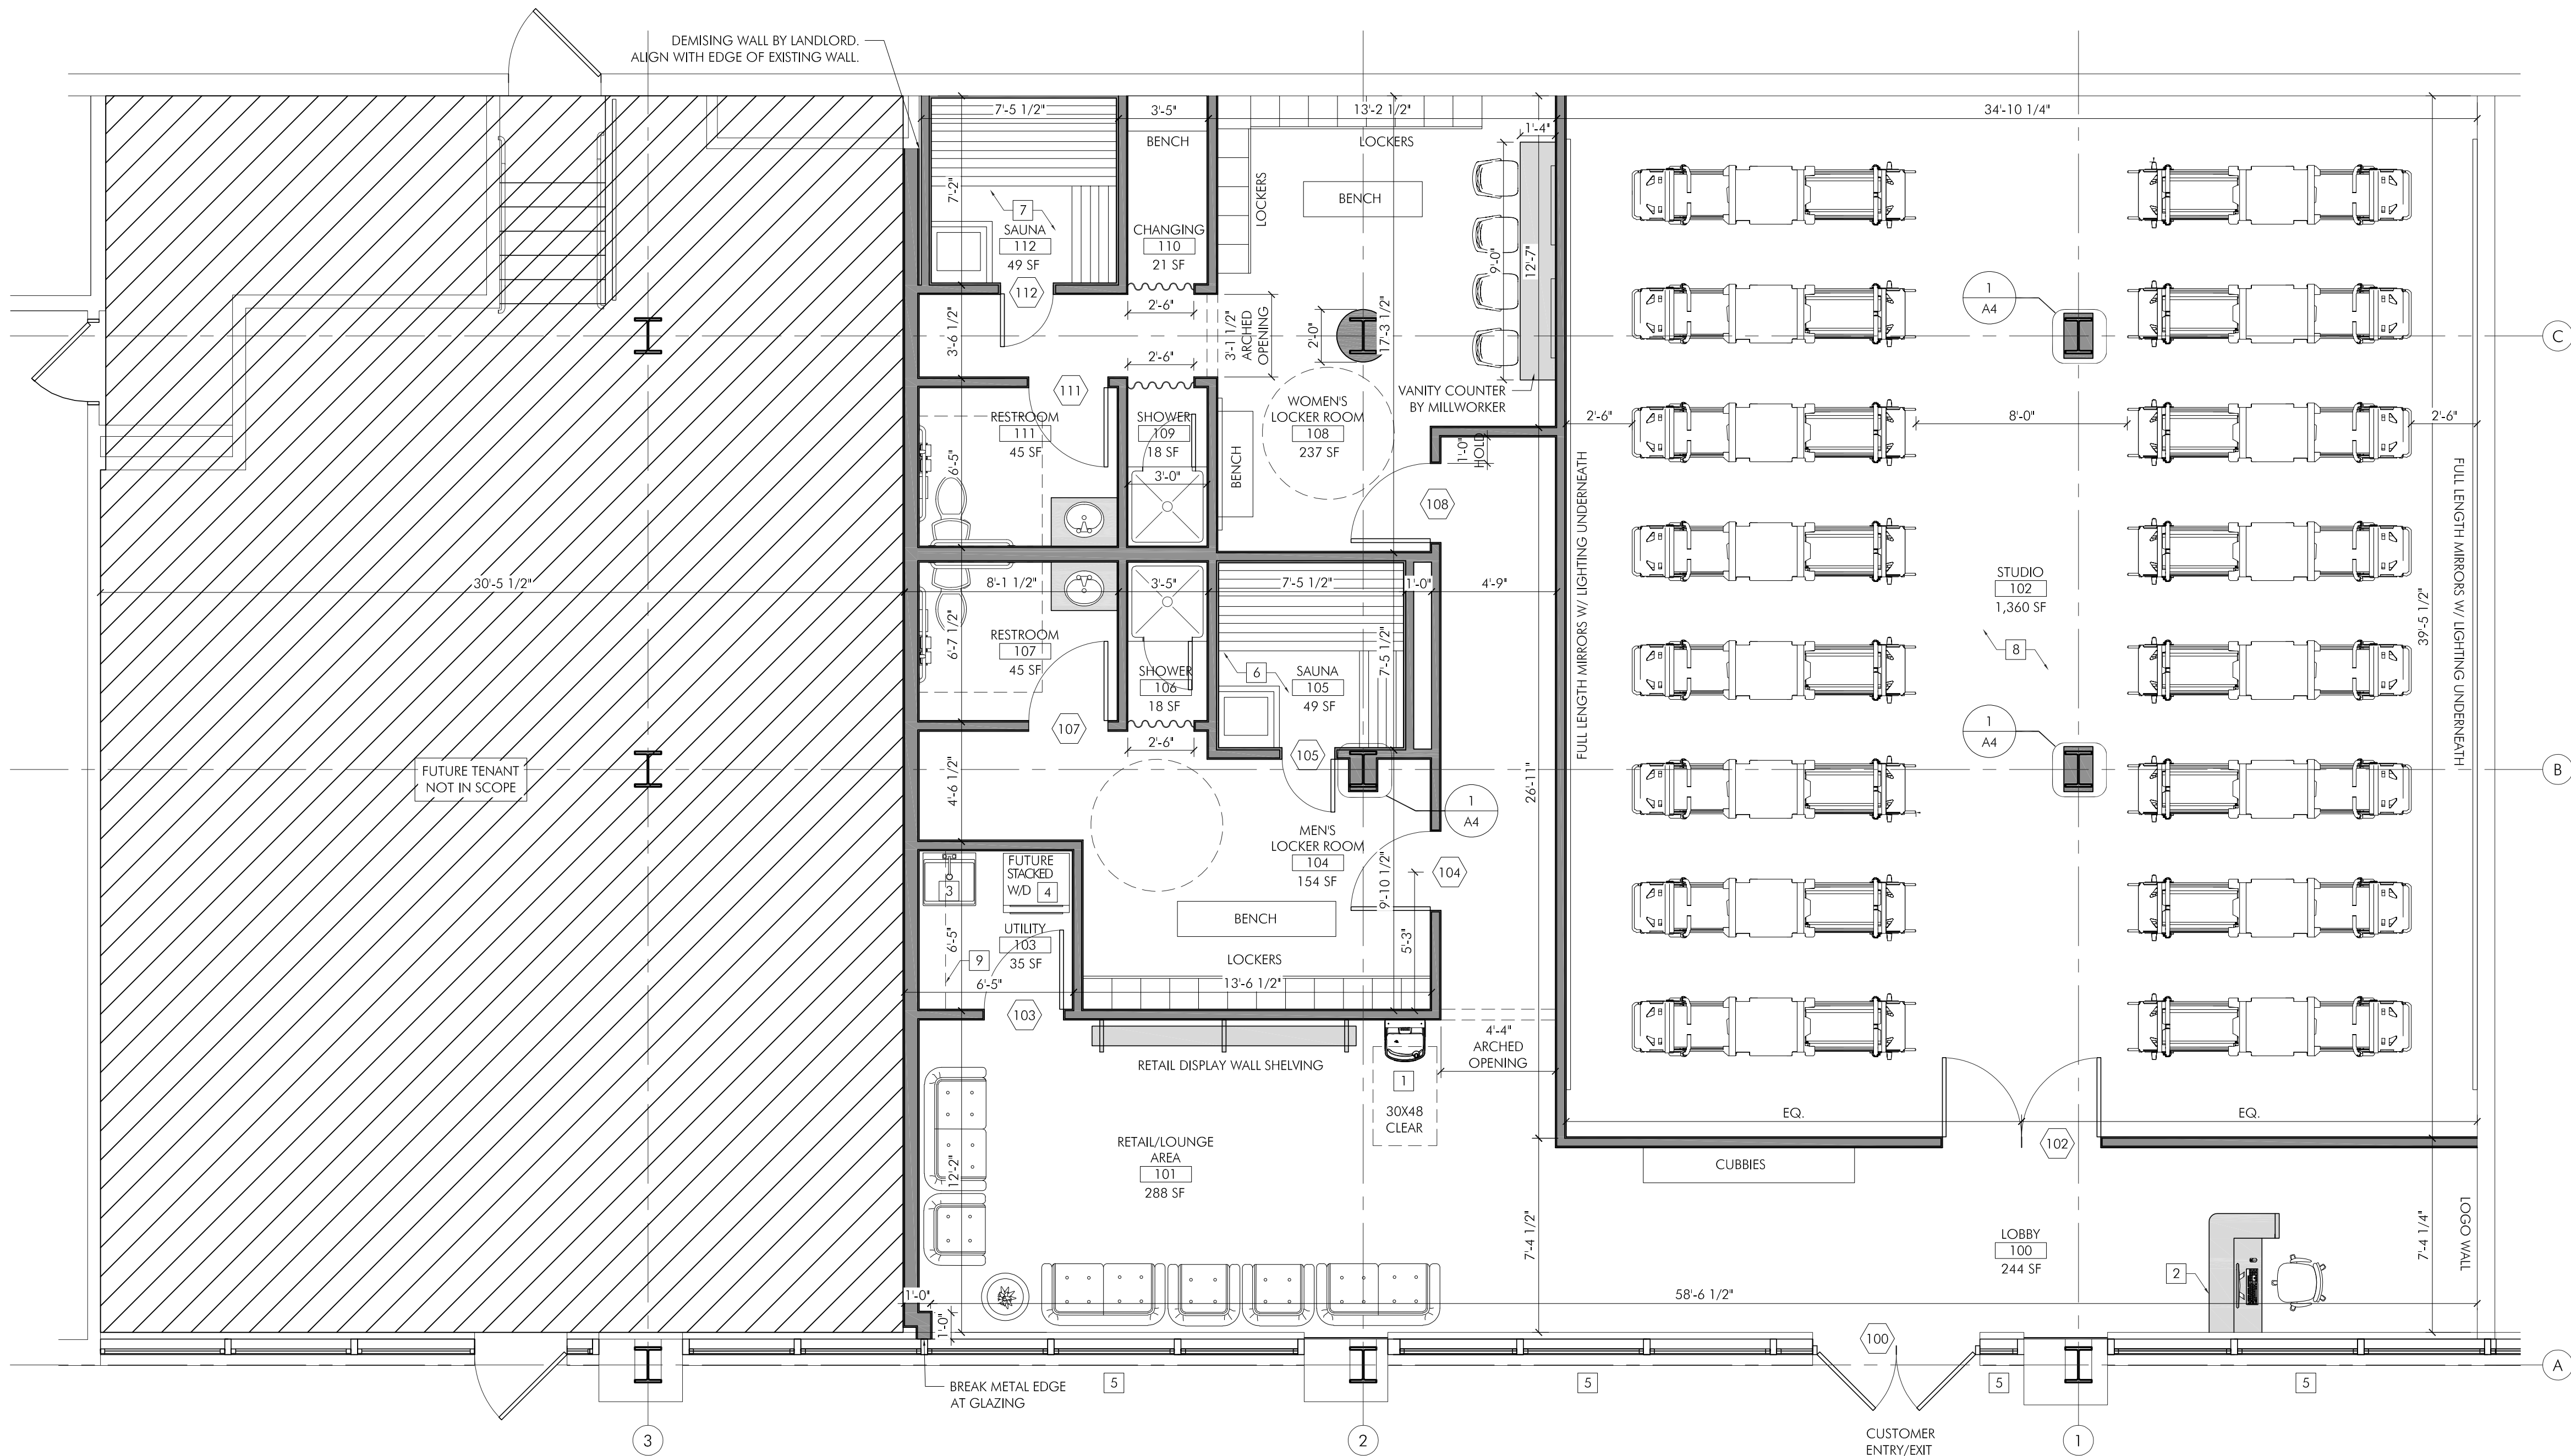 DEMISING WALL BY LANDLORD.
ALIGN WITH EDGE OF EXISTING WALL.
7'-5 1/2"
3'-5"
13'-2 1/2"
34'-10 1/4"
BENCH
LOCKERS
1'-4"
7'-2"
LOCKERS
BENCH
7
SAUNA
112
49 SF
CHANGING
110
21 SF
9'-0"
12'-7"
112
2'-6"
3'-6 1/2"
3'-1 1/2"
ARCHED
OPENING
2'-0"
17'-3 1/2"
1
A4
C
2'-6"
111
VANITY COUNTER
BY MILLWORKER
RESTROOM
111
45 SF
SHOWER
109
18 SF
WOMEN'S
LOCKER ROOM
108
237 SF
2'-6"
8'-0"
2'-6"
6'-5"
3'-0"
BENCH
1'-0"
HOLD
108
FULL LENGTH MIRRORS W/ LIGHTING UNDERNEATH
FULL LENGTH MIRRORS W/ LIGHTING UNDERNEATH
30'-5 1/2"
8'-1 1/2"
3'-5"
7'-5 1/2"
1'-0"
4'-9"
STUDIO
102
1,360 SF
39'-5 1/2"
8
RESTROOM
107
45 SF
6'-7 1/2"
SHOWER
106
18 SF
6
SAUNA
105
49 SF
7'-5 1/2"
107
2'-6"
105
1
A4
B
FUTURE TENANT
NOT IN SCOPE
4'-6 1/2"
26'-11"
1
A4
MEN'S
LOCKER ROOM
104
154 SF
104
9'-10 1/2"
FUTURE
STACKED
W/D
4
3
BENCH
UTILITY
103
35 SF
6'-5"
9
6'-5"
5'-3"
LOCKERS
13'-6 1/2"
103
4'-4"
ARCHED
OPENING
RETAIL DISPLAY WALL SHELVING
1
30X48
CLEAR
EQ.
EQ.
102
RETAIL/LOUNGE
AREA
101
288 SF
12'-2"
CUBBIES
LOBBY
100
244 SF
7'-4 1/2"
7'-4 1/4"
LOGO WALL
2
1'-0"
58'-6 1/2"
1'-0"
100
A
BREAK METAL EDGE
AT GLAZING
5
5
5
5
CUSTOMER
ENTRY/EXIT
3
2
1